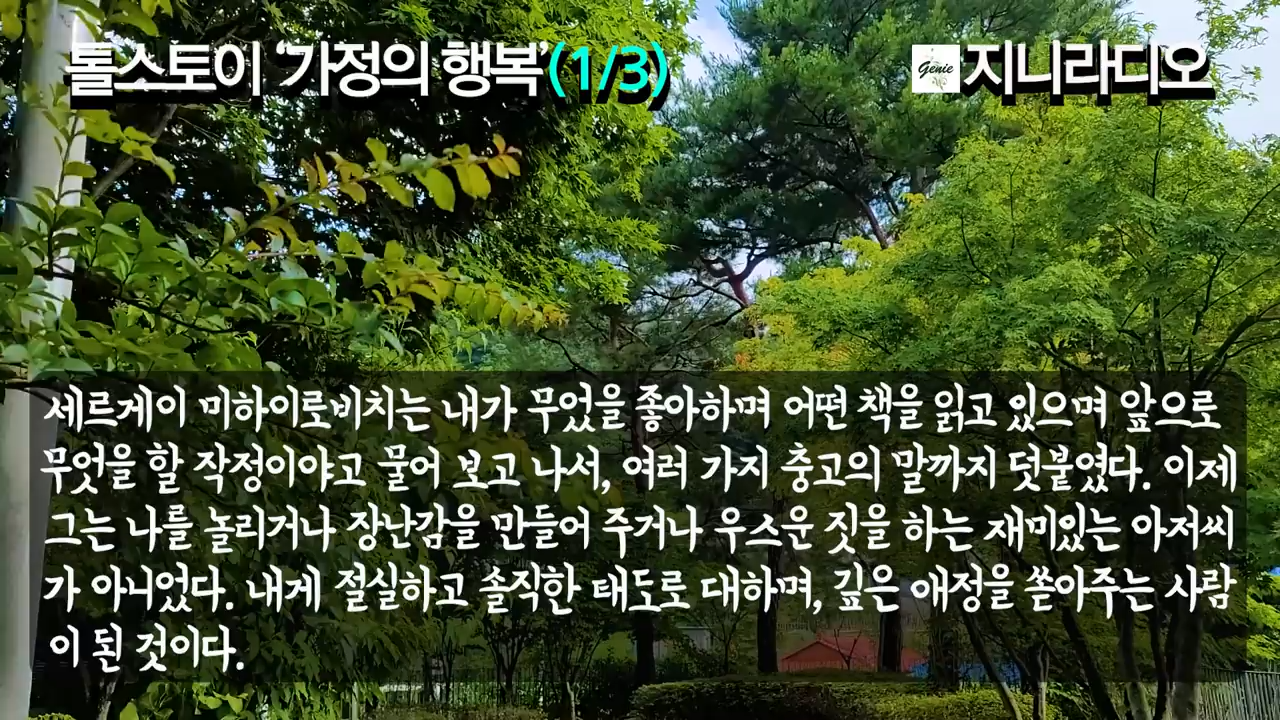 톨스토이 '가정의 행복'(1/3)
Genie 지니라디오
세르게이 미하이로비치는 내가 무었을 좋아하며 어떤 책을 읽고 있으며 앞으로
무엇을 할 작정이야고 물어 보고 나서, 여러 가지 충고의 말까지 덧붙였다. 이제
그는 나를 놀리거나 장난감을 만들어 주거나 우스운 짓을 하는 재미있는 아저씨
가 아니었다. 내게 절실하고 솔직한 태도로 대하며, 깊은 애정을 쏟아주는 사람
이 된 것이다.